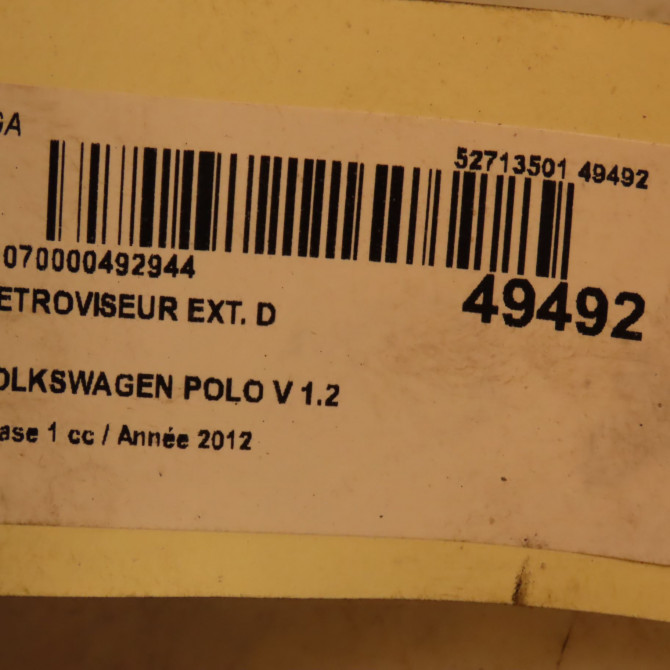 GA
52713501 49492
070000492944
ETROVISEUR EXT. D
49492
OLKSWAGEN POLO V 1.2
ase 1 cc / Année 2012